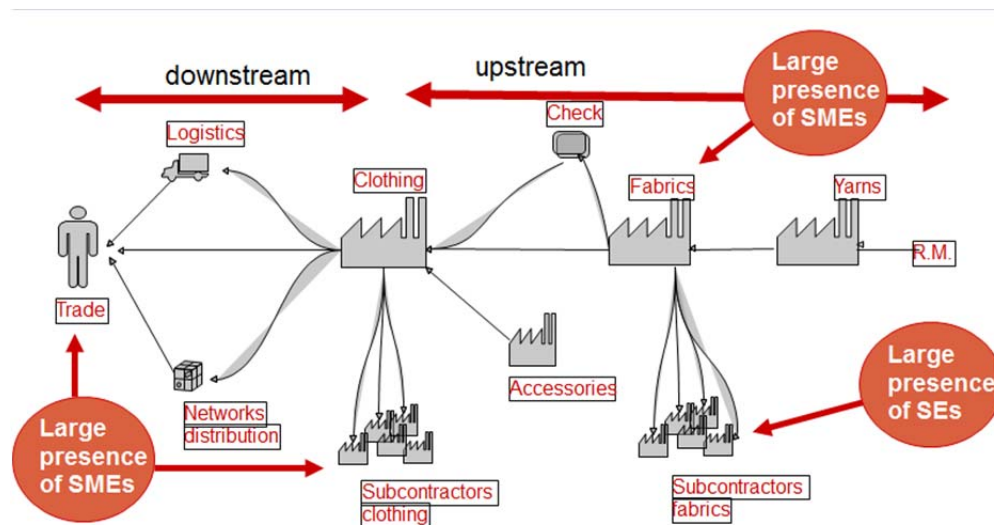 downstream
upstream
Large
presence
of SMEs
Logistics
Check
Clothing
Fabrics
Yarns
R.M.
Trade
Accessories
Networks
distribution
Large
presence
of SEs
Large
presence
of SMEs
Subcontractors
clothing
Subcontractors
fabrics